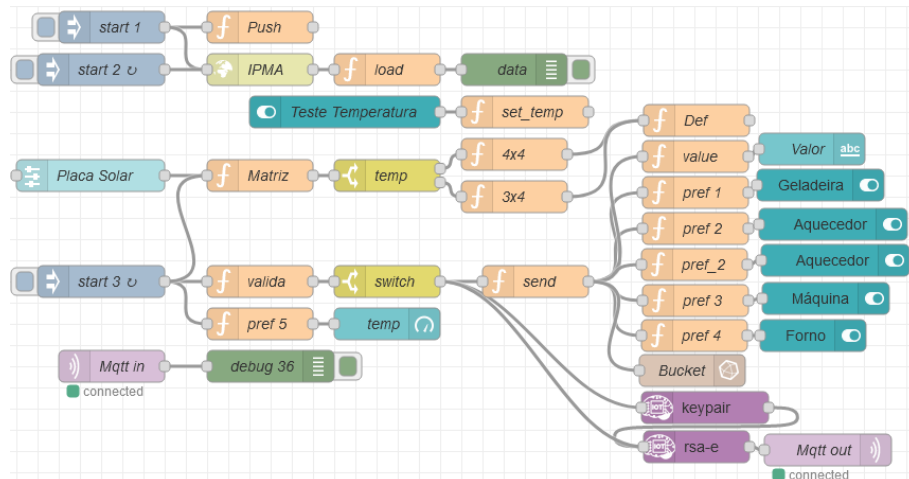 start 1 Push
start 2 ↻ IPMA load data
Teste Temperatura set_temp Def
4x4 value Valor abc
Placa Solar Matriz temp 3x4 pref 1 Geladeira
pref 2 Aquecedor
pref_2 Aquecedor
start 3 ↻ valida switch send pref 3 Máquina
pref 5 temp pref 4 Forno
Mqtt in debug 36 Bucket
connected
keypair
rsa-e Mqtt out
connected